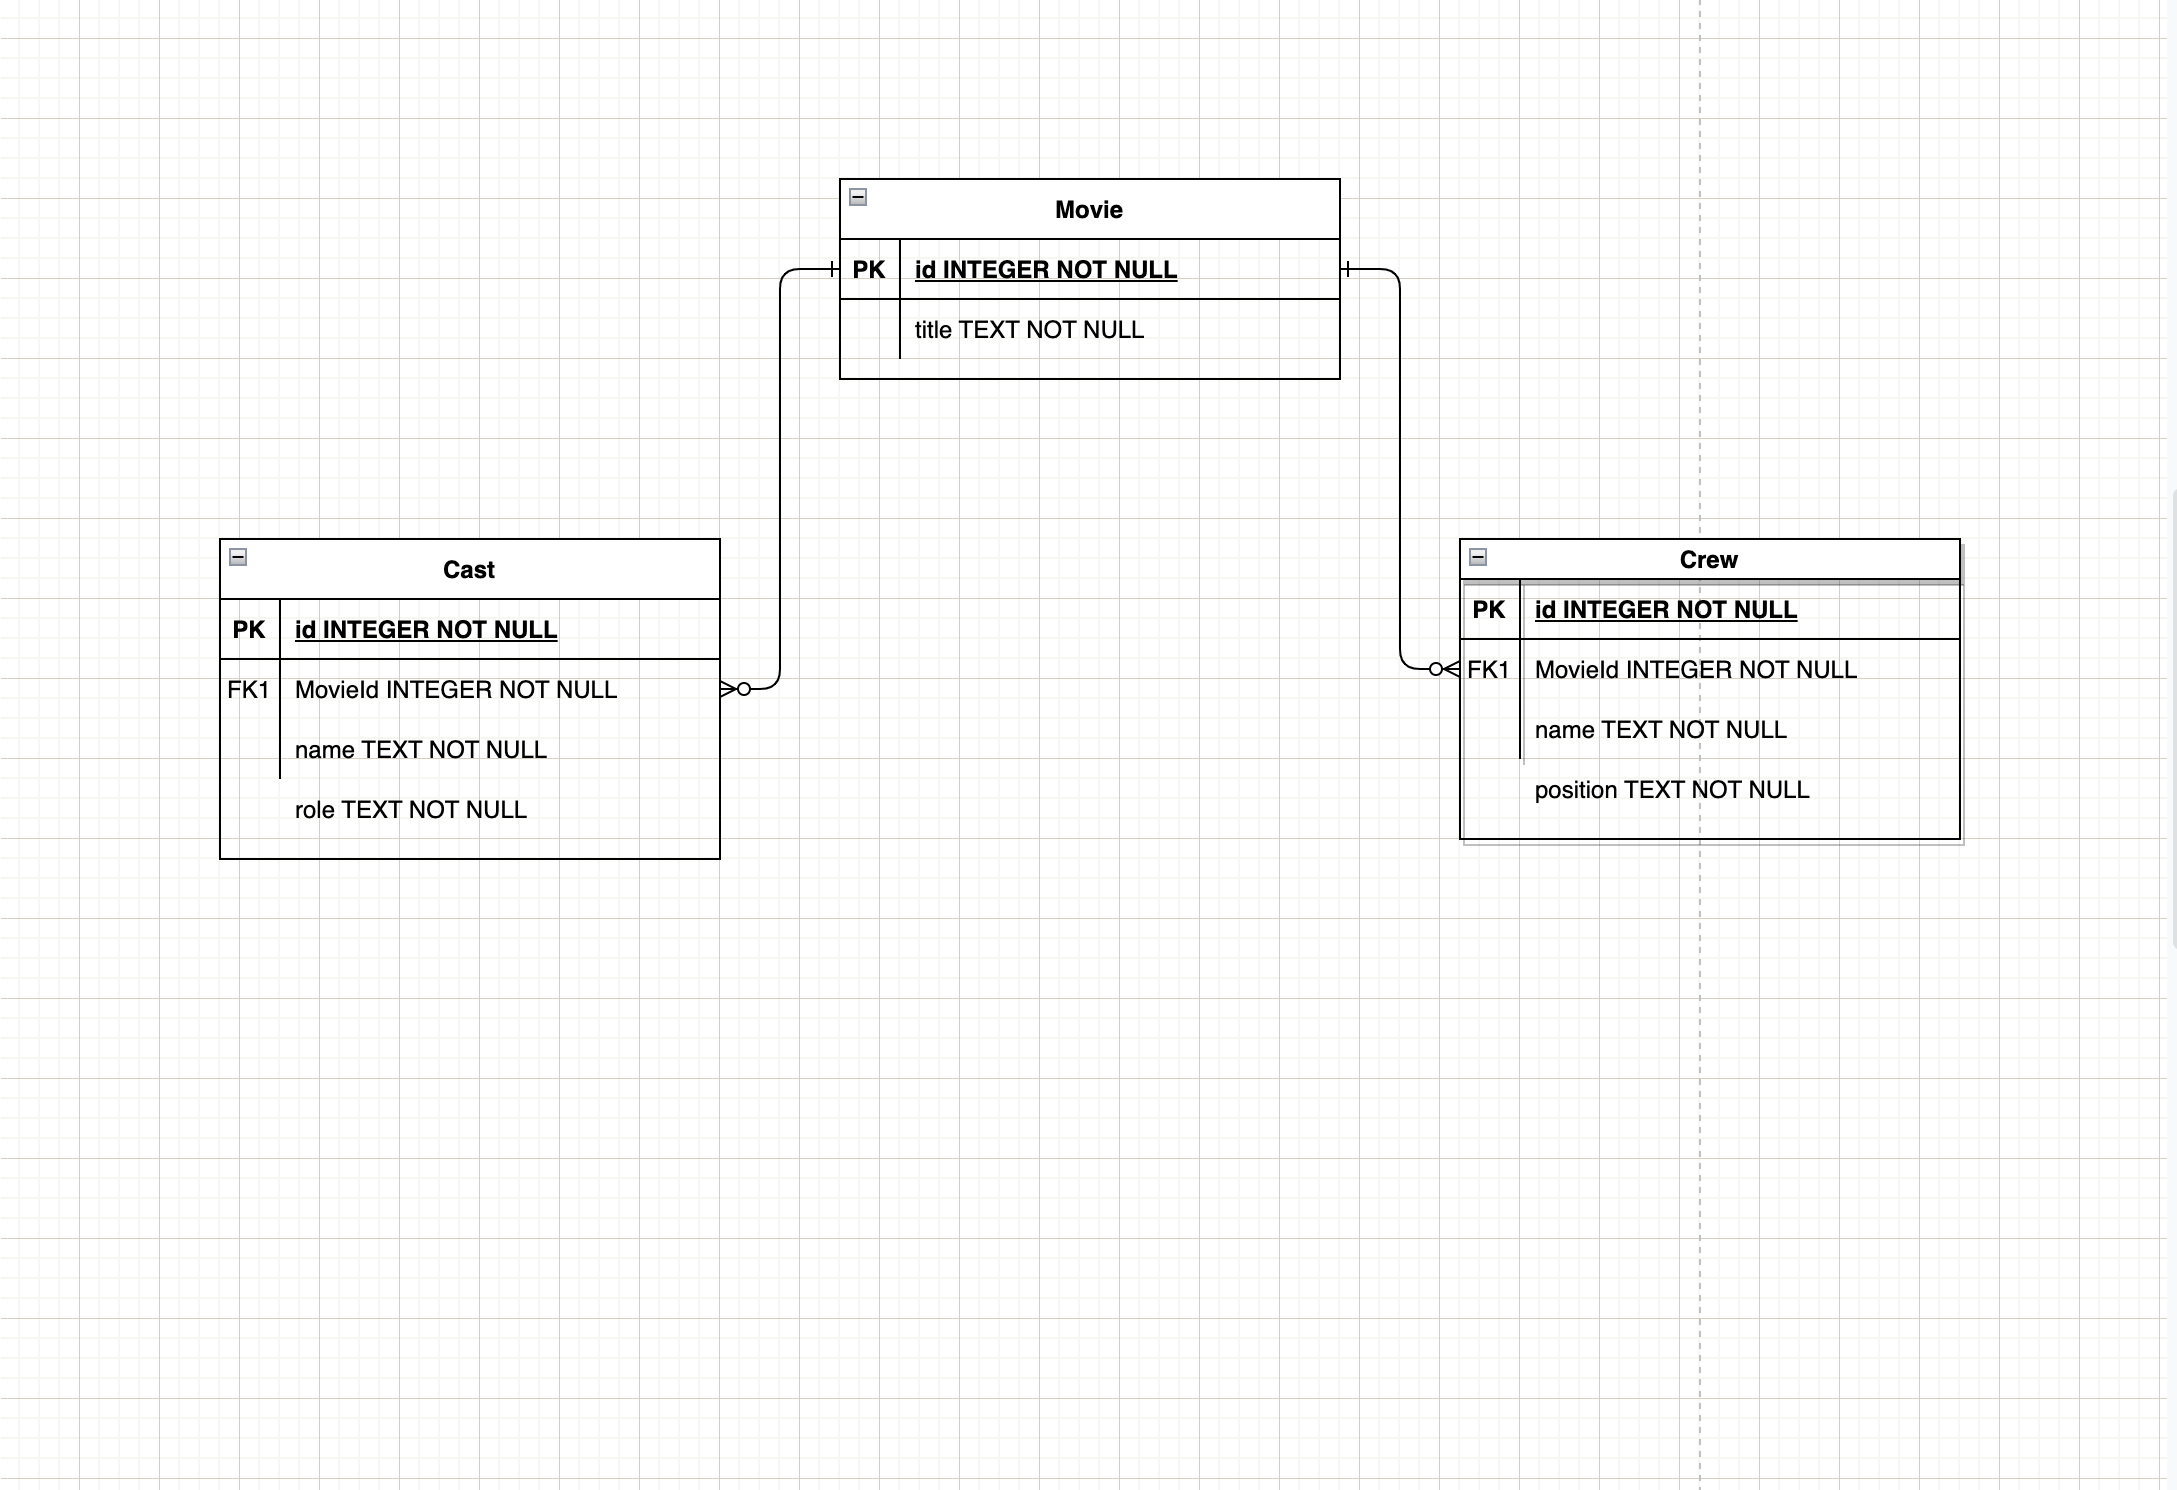 Movie
PK id INTEGER NOT NULL
title TEXT NOT NULL
Cast
PK id INTEGER NOT NULL
FK1 MovieId INTEGER NOT NULL
name TEXT NOT NULL
role TEXT NOT NULL
Crew
PK id INTEGER NOT NULL
FK1 MovieId INTEGER NOT NULL
name TEXT NOT NULL
position TEXT NOT NULL